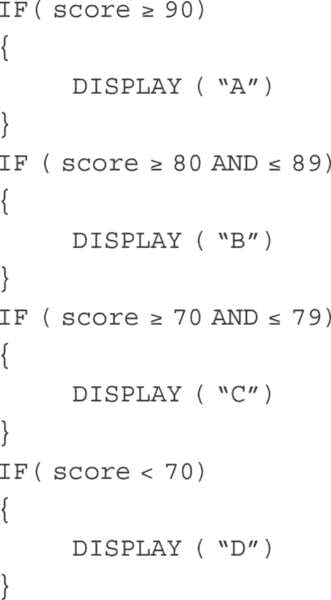 IF( score ≥ 90)
{
DISPLAY ( “A”)
}
IF ( score ≥ 80 AND ≤ 89)
{
DISPLAY ( “B”)
}
IF ( score ≥ 70 AND ≤ 79)
{
DISPLAY ( “C”)
}
IF( score < 70)
{
DISPLAY ( “D”)
}